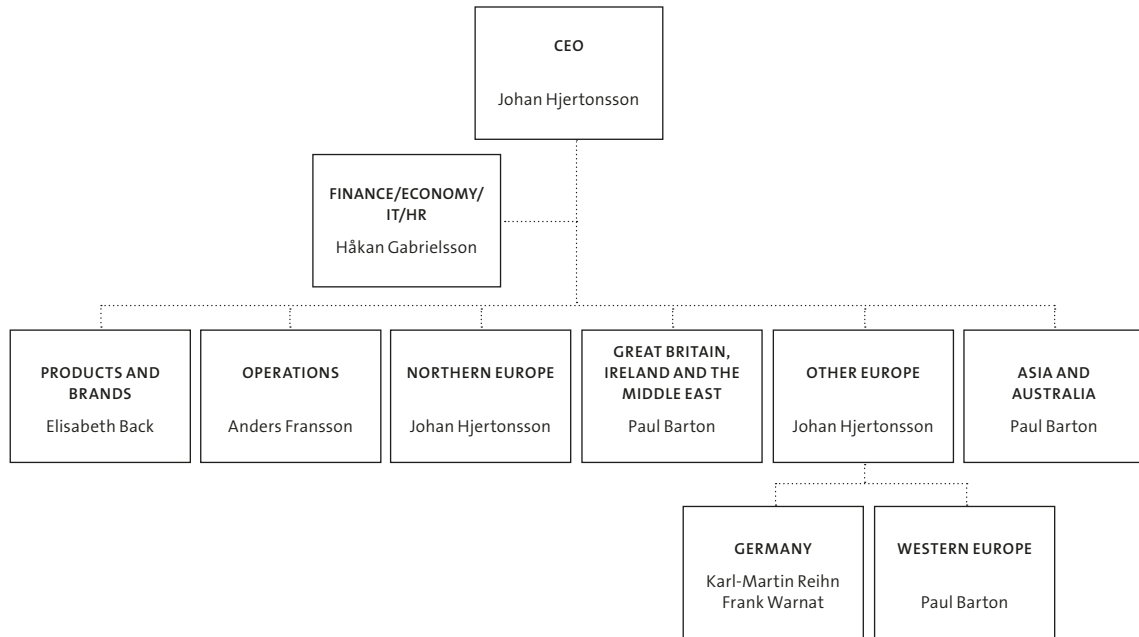 CEO
Johan Hjertonsson
FINANCE/ECONOMY/
IT/HR
Håkan Gabrielsson
PRODUCTS AND
BRANDS
Elisabeth Back
OPERATIONS
Anders Fransson
NORTHERN EUROPE
Johan Hjertonsson
GREAT BRITAIN,
IRELAND AND THE
MIDDLE EAST
Paul Barton
OTHER EUROPE
Johan Hjertonsson
ASIA AND
AUSTRALIA
Paul Barton
GERMANY
Karl-Martin Reihn
Frank Warnat
WESTERN EUROPE
Paul Barton